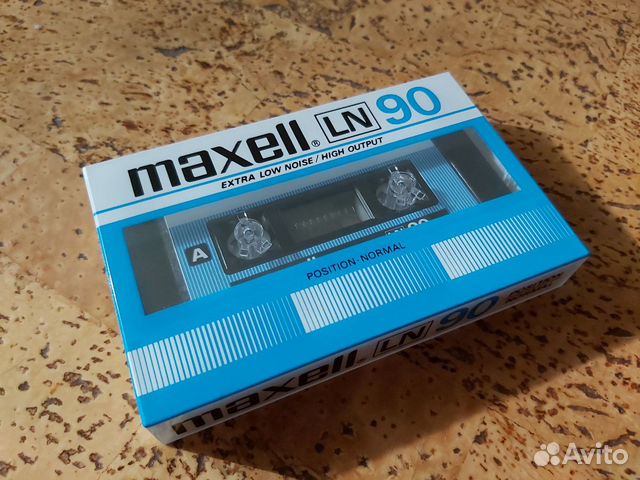 maxell® LN 90
EXTRA LOW NOISE / HIGH OUTPUT
A
POSITION·NORMAL
maxell LN 90
Avito